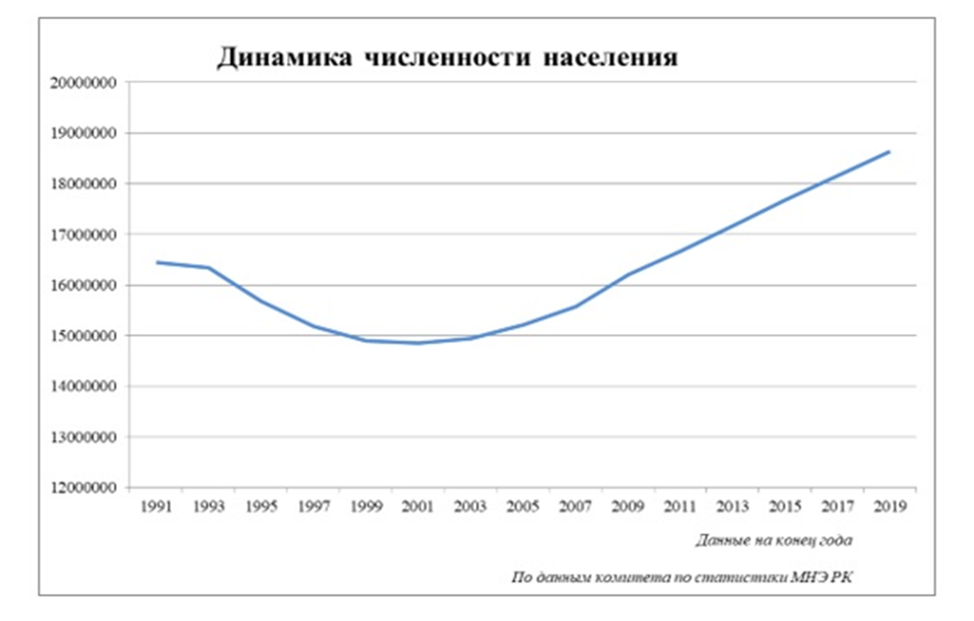 Динамика численности населения
20000000
19000000
18000000
17000000
16000000
15000000
14000000
13000000
12000000
1991 1993 1995 1997 1999 2001 2003 2005 2007 2009 2011 2013 2015 2017 2019
Данные на конец года
По данным комитета по статистики МНЭ РК